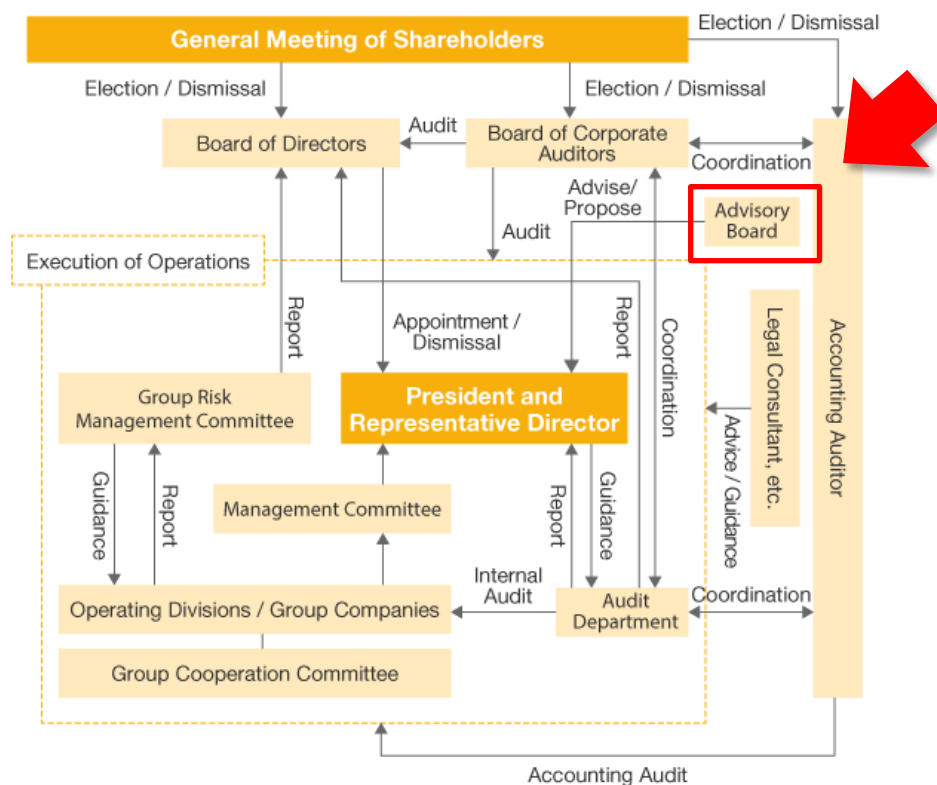 Election / Dismissal
General Meeting of Shareholders
Election / Dismissal
Election / Dismissal
Board of Directors
Audit
Board of Corporate
Auditors
Coordination
Advise/
Propose
Advisory
Board
Audit
Execution of Operations
Report
Appointment /
Dismissal
Report
Coordination
Legal Consultant, etc.
Accounting Auditor
Group Risk
Management Committee
President and
Representative Director
Advice / Guidance
Guidance
Report
Management Committee
Report
Guidance
Internal
Audit
Operating Divisions / Group Companies
Audit
Department
Coordination
Group Cooperation Committee
Accounting Audit